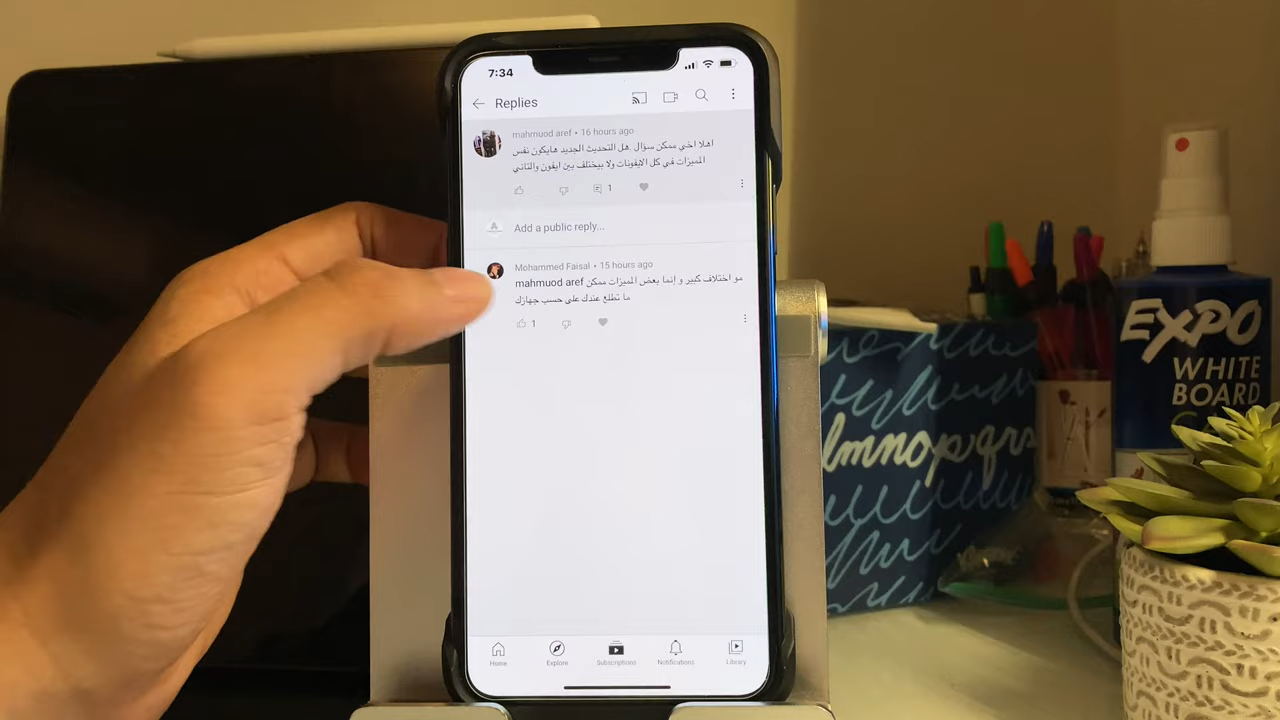 7:34
Replies
mahmuod aref • 16 hours ago
اهلا اخي ممكن سؤال .هل التحديث الجديد هايكون نفس
المميزات في كل الايفونات ولا بيختلف بين ايفون والتاني
1
Add a public reply...
Mohammed Faisal • 15 hours ago
mahmuod aref مو اختلاف كبير و إنما بعض المميزات ممكن
ما تطلع عندك على حسب جهازك
1
Home
Explore
Subscriptions
Notifications
Library
EXPO
WHITE
BOARD
lmnopqrs